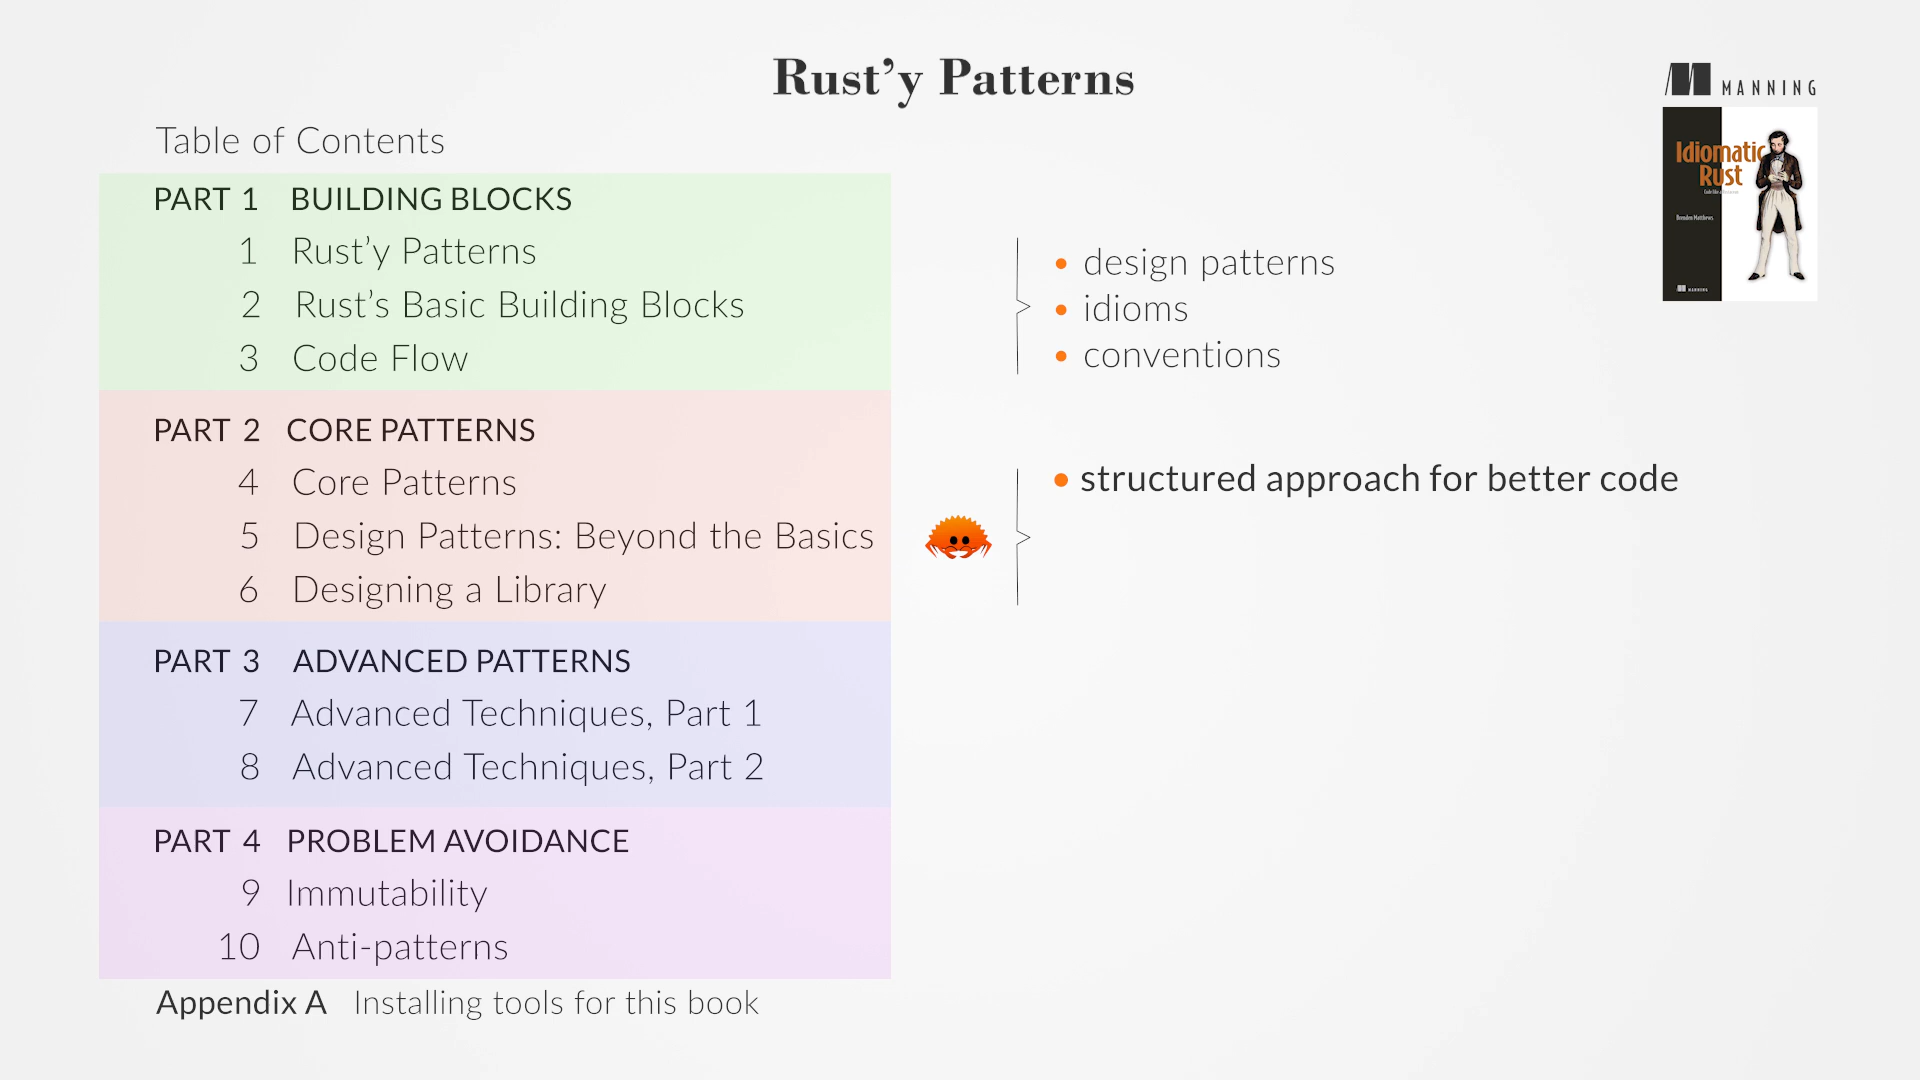 Rust’y Patterns
MANNING
Idiomatic
Rust
Brenden Matthews
MANNING
Table of Contents
PART 1 BUILDING BLOCKS
1 Rust’y Patterns
2 Rust’s Basic Building Blocks
3 Code Flow
• design patterns
• idioms
• conventions
PART 2 CORE PATTERNS
4 Core Patterns
5 Design Patterns: Beyond the Basics
6 Designing a Library
• structured approach for better code
PART 3 ADVANCED PATTERNS
7 Advanced Techniques, Part 1
8 Advanced Techniques, Part 2
PART 4 PROBLEM AVOIDANCE
9 Immutability
10 Anti-patterns
Appendix A Installing tools for this book